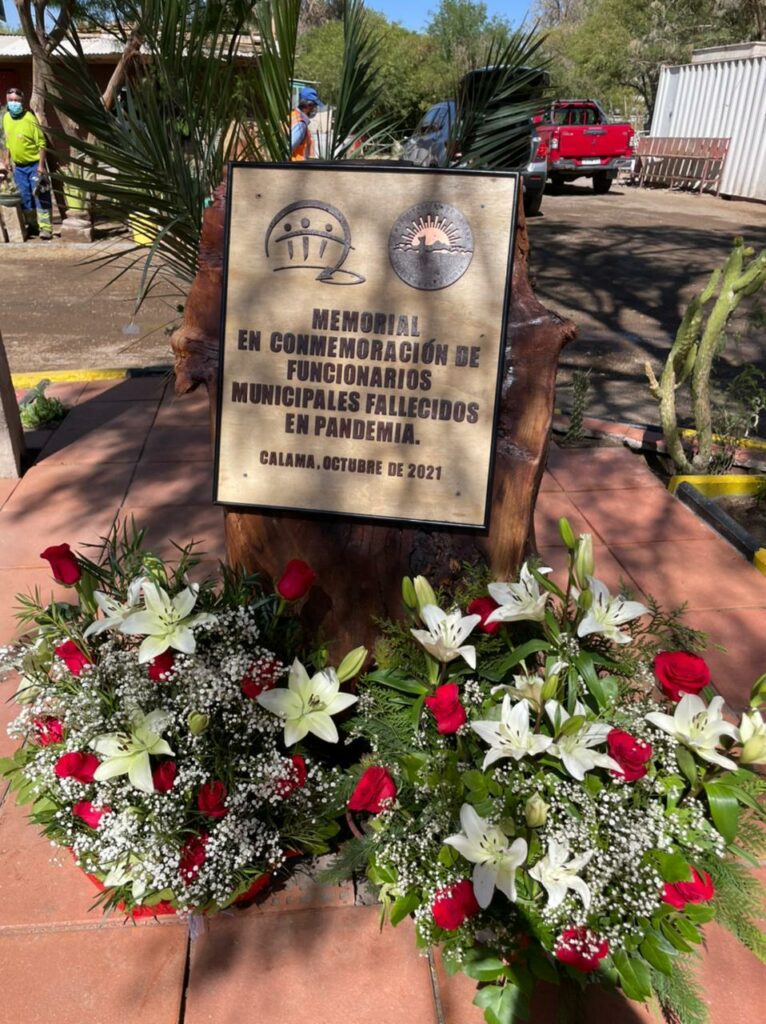 MEMORIAL
EN CONMEMORACIÓN DE
FUNCIONARIOS
MUNICIPALES FALLECIDOS
EN PANDEMIA.
CALAMA, OCTUBRE DE 2021